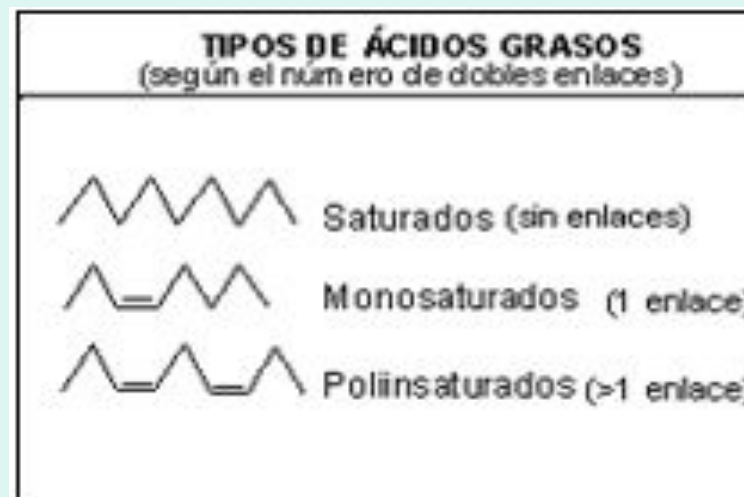 TIPOS DE ÁCIDOS GRASOS
(según el número de dobles enlaces)
Saturados (sin enlaces)
Monosaturados (1 enlace)
Poliinsaturados (>1 enlace)